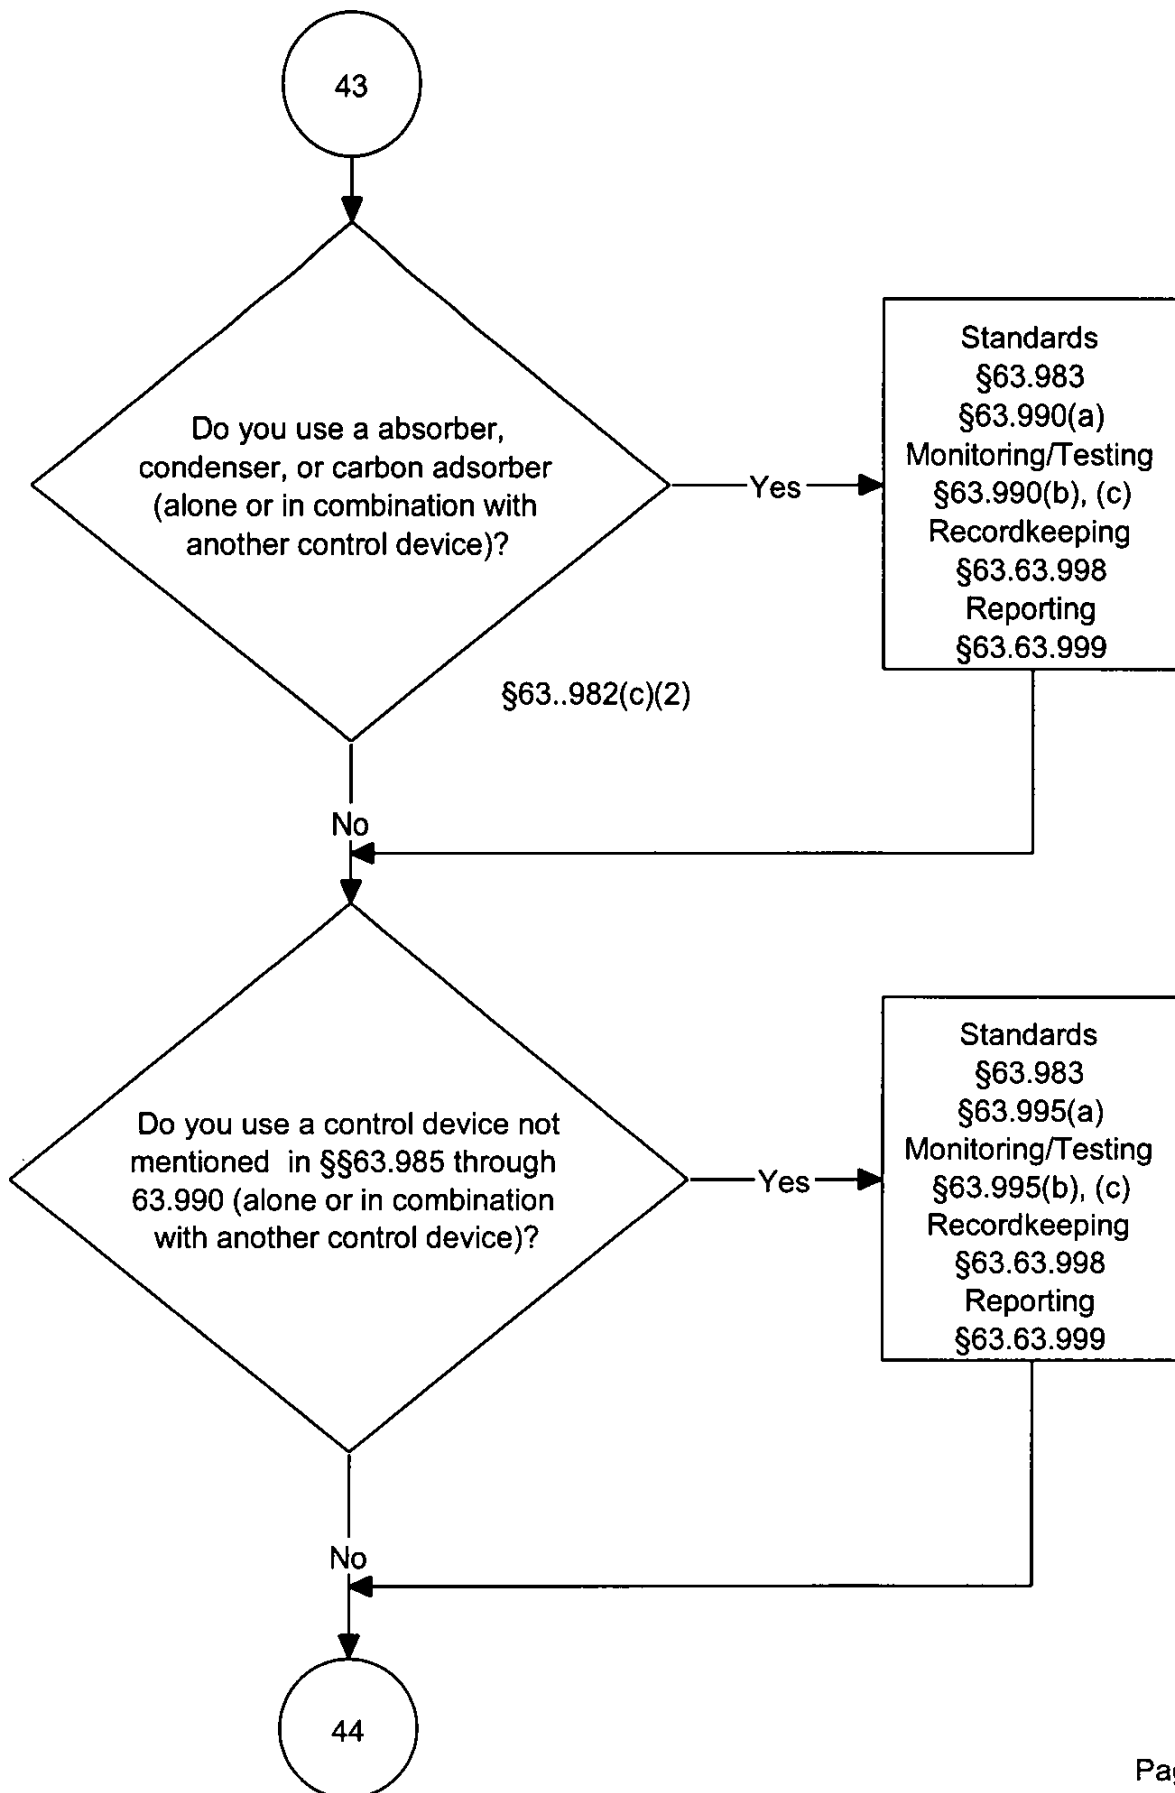 43
Do you use a absorber,
condenser, or carbon adsorber
(alone or in combination with
another control device)?
Yes
Standards
§63.983
§63.990(a)
Monitoring/Testing
§63.990(b), (c)
Recordkeeping
§63.63.998
Reporting
§63.63.999
§63..982(c)(2)
No
Do you use a control device not
mentioned in §§63.985 through
63.990 (alone or in combination
with another control device)?
Yes
Standards
§63.983
§63.995(a)
Monitoring/Testing
§63.995(b), (c)
Recordkeeping
§63.63.998
Reporting
§63.63.999
No
44